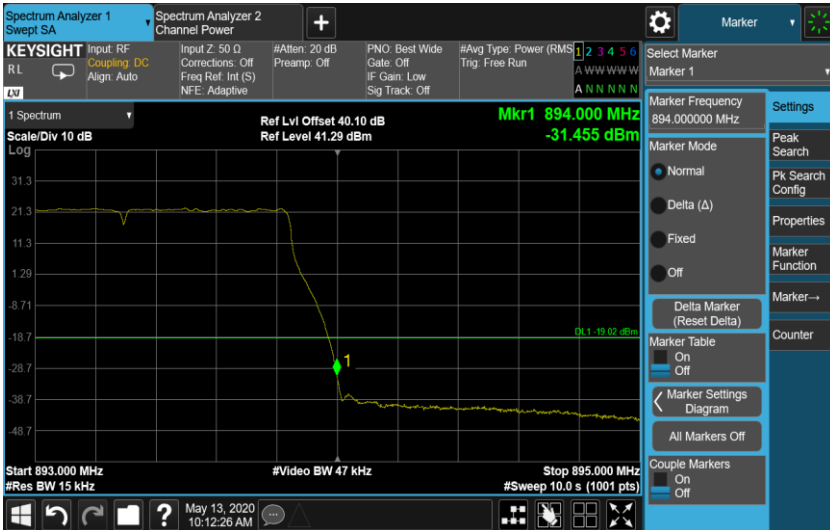 Spectrum Analyzer 1
Swept SA
Spectrum Analyzer 2
Channel Power
Marker
KEYSIGHT
RL
LXI
Input: RF
Coupling: DC
Align: Auto
Input Z: 50 Ω
Corrections: Off
Freq Ref: Int (S)
NFE: Adaptive
#Atten: 20 dB
Preamp: Off
PNO: Best Wide
Gate: Off
IF Gain: Low
Sig Track: Off
#Avg Type: Power (RMS
Trig: Free Run
1 2 3 4 5 6
A W W W W W
A N N N N N
Select Marker
Marker 1
1 Spectrum
Scale/Div 10 dB
Log
Ref Lvl Offset 40.10 dB
Ref Level 41.29 dBm
Mkr1 894.000 MHz
-31.455 dBm
31.3
21.3
11.3
1.29
-8.71
-18.7
-28.7
-38.7
-48.7
DL1 -19.02 dBm
1
Start 893.000 MHz
#Res BW 15 kHz
#Video BW 47 kHz
Stop 895.000 MHz
#Sweep 10.0 s (1001 pts)
Marker Frequency
894.000000 MHz
Marker Mode
Normal
Delta (Δ)
Fixed
Off
Delta Marker
(Reset Delta)
Marker Table
On
Off
Marker Settings
Diagram
All Markers Off
Couple Markers
On
Off
Settings
Peak
Search
Pk Search
Config
Properties
Marker
Function
Marker→
Counter
May 13, 2020
10:12:26 AM